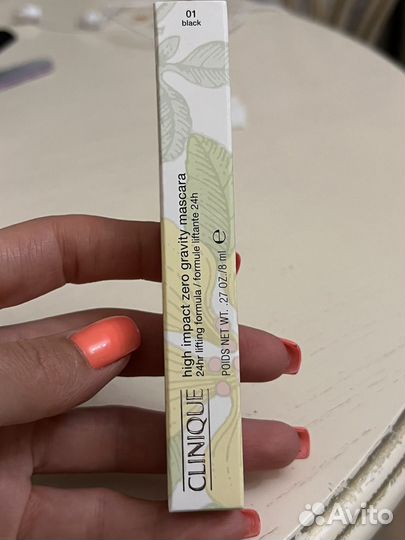 01
black
CLINIQUE
high impact zero gravity mascara
24hr lifting formula / formule liftante 24h
POIDS NET WT. .27 OZ./8 ml ℮
Avito